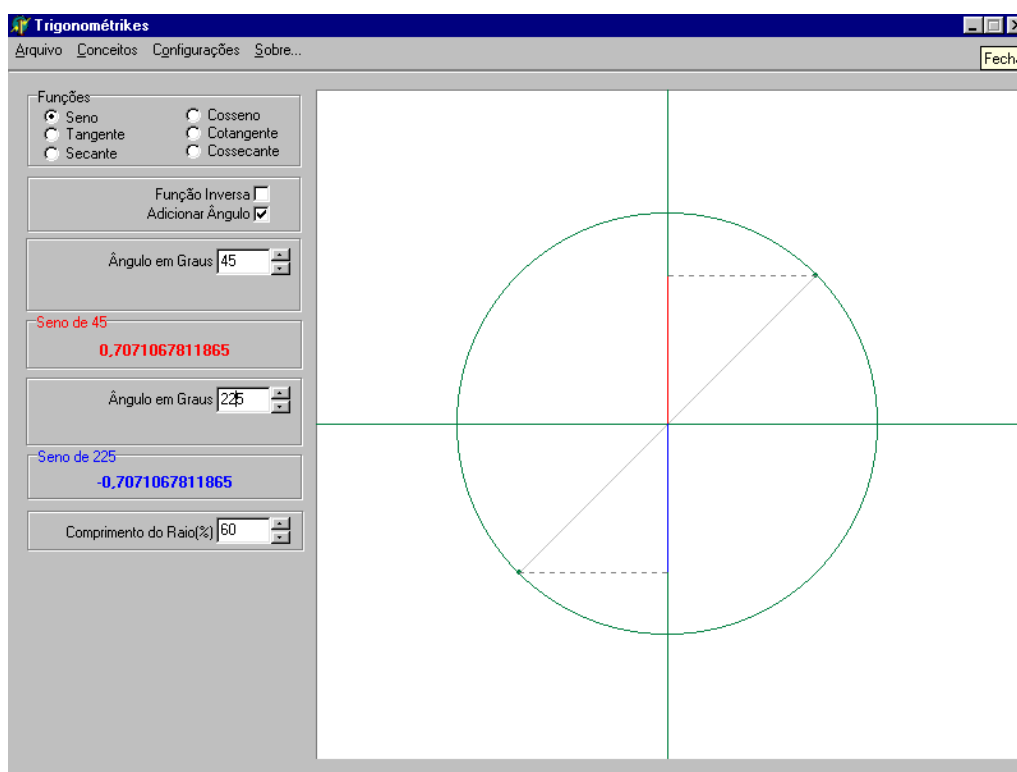 Trigonométrikes
Arquivo Conceitos Configurações Sobre...
Fech
Funções
Seno Cosseno
Tangente Cotangente
Secante Cossecante
Função Inversa
Adicionar Ângulo
Ângulo em Graus 45
Seno de 45
0,7071067811865
Ângulo em Graus 225
Seno de 225
-0,7071067811865
Comprimento do Raio(%) 60